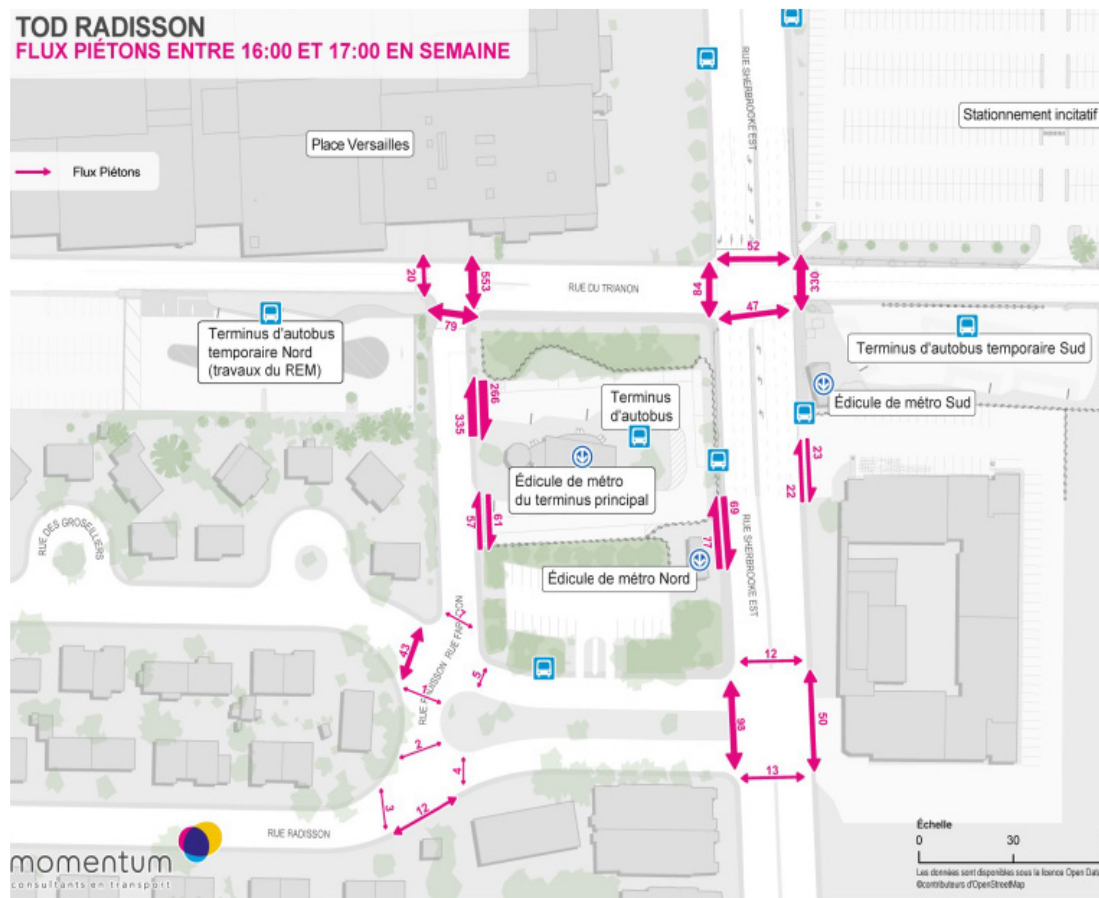 TOD RADISSON
FLUX PIÉTONS ENTRE 16:00 ET 17:00 EN SEMAINE
RUE SHERBROOKE EST
Stationnement incitatif
Place Versailles
Flux Piétons
52
20
553
84
330
RUE DU TRIANON
79
47
Terminus d'autobus
temporaire Nord
(travaux du REM)
Terminus d'autobus temporaire Sud
266
335
Terminus
d'autobus
Édicule de métro Sud
Édicule de métro
du terminus principal
23
22
61
57
69
77
RUE DES GROSEILLIERS
RUE SHERBROOKE EST
Édicule de métro Nord
43
RUE RADISSON
5
12
2
4
50
13
3
12
RUE RADISSON
momentum
consultants en transport
Échelle
0 30
Les données sont disponibles sous la licence Open Data
©contributeurs d'OpenStreetMap